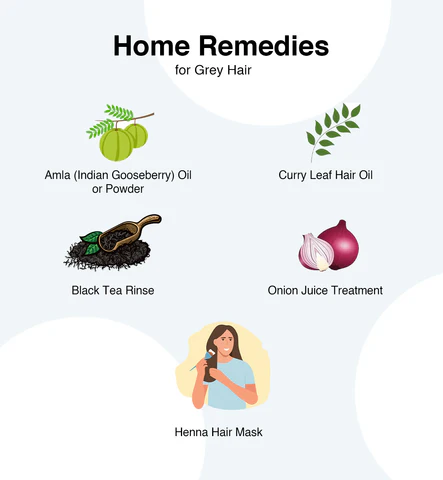 Home Remedies
for Grey Hair
Amla (Indian Gooseberry) Oil
or Powder
Curry Leaf Hair Oil
Black Tea Rinse
Onion Juice Treatment
Henna Hair Mask